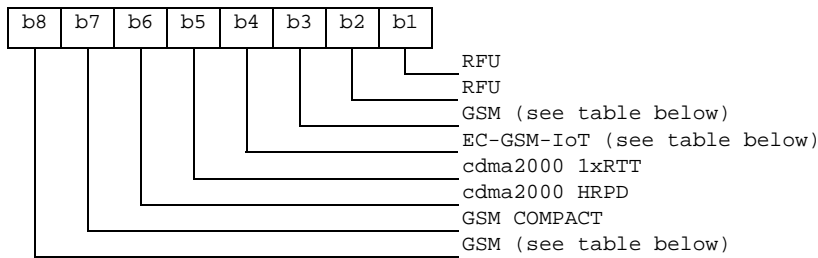 b8 b7 b6 b5 b4 b3 b2 b1
RFU
RFU
GSM (see table below)
EC-GSM-IoT (see table below)
cdma2000 1xRTT
cdma2000 HRPD
GSM COMPACT
GSM (see table below)